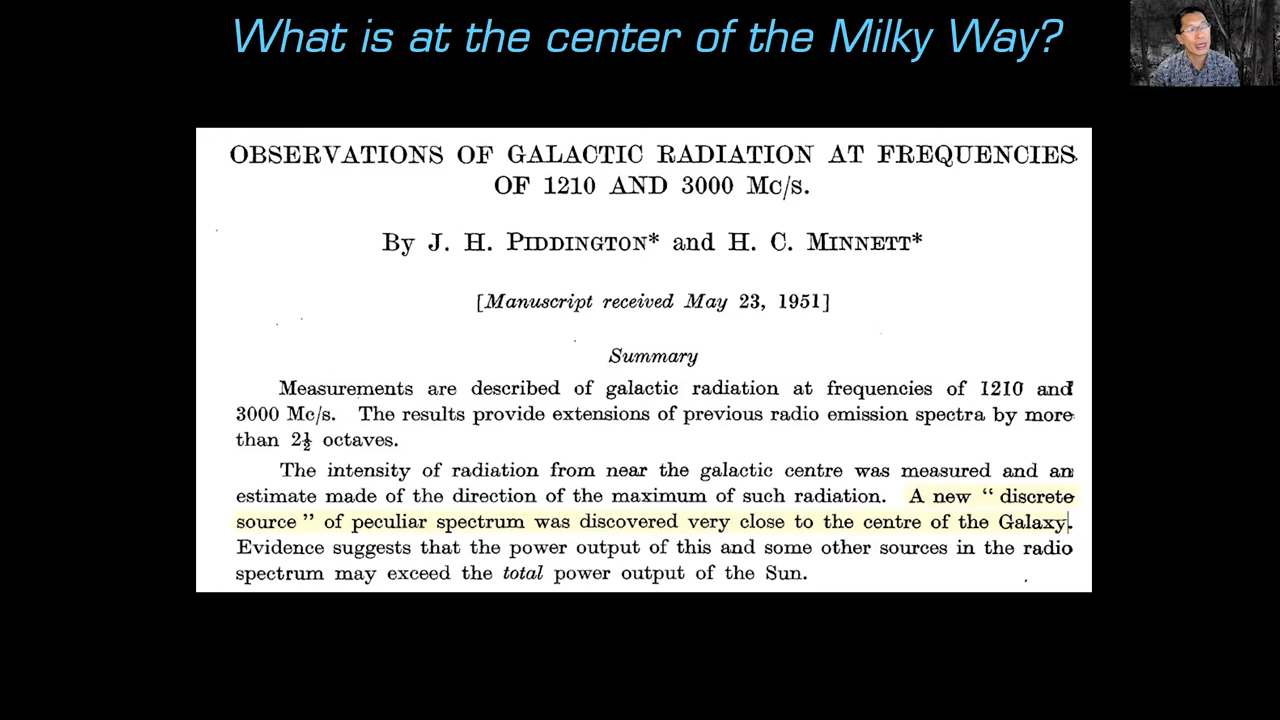 What is at the center of the Milky Way?
OBSERVATIONS OF GALACTIC RADIATION AT FREQUENCIES
OF 1210 AND 3000 Mc/s.
By J. H. PIDDINGTON* and H. C. MINNETT*
[Manuscript received May 23, 1951]
Summary
Measurements are described of galactic radiation at frequencies of 1210 and
3000 Mc/s. The results provide extensions of previous radio emission spectra by more
than 2½ octaves.
The intensity of radiation from near the galactic centre was measured and an
estimate made of the direction of the maximum of such radiation. A new “ discrete
source ” of peculiar spectrum was discovered very close to the centre of the Galaxy.
Evidence suggests that the power output of this and some other sources in the radio
spectrum may exceed the total power output of the Sun.